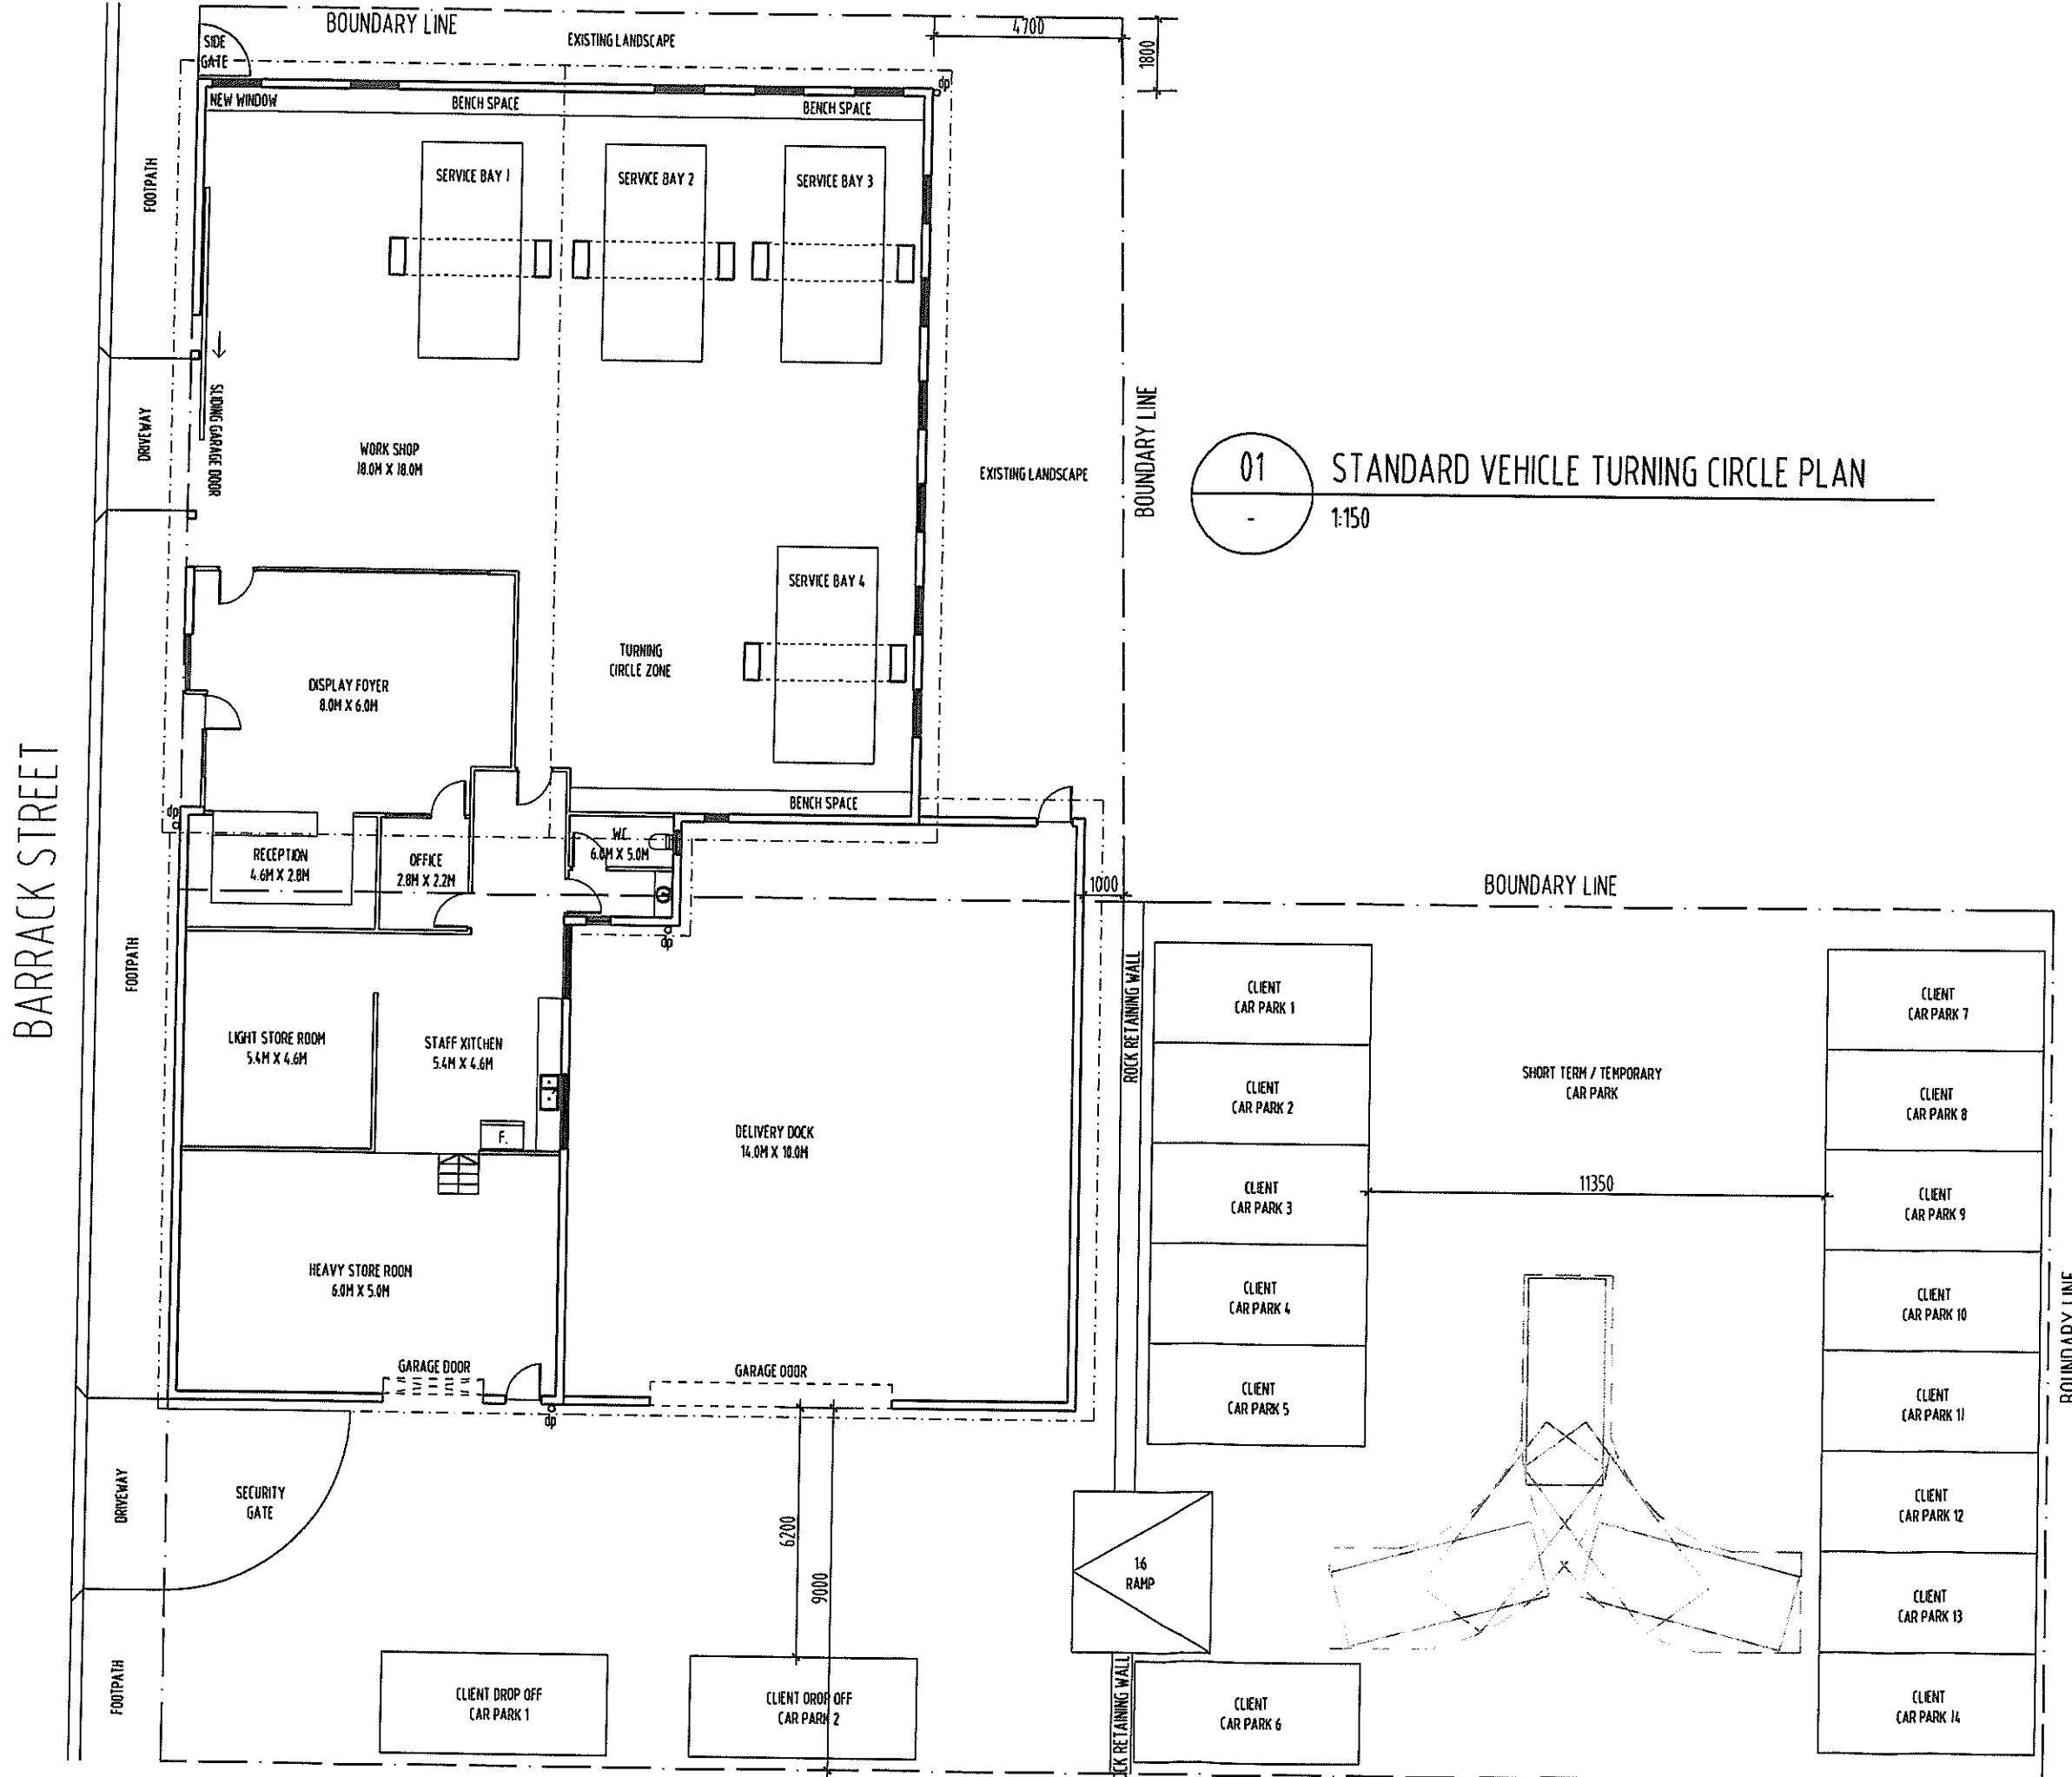 BOUNDARY LINE
SIDE
GATE
EXISTING LANDSCAPE
4700
1800
dp
NEW WINDOW
BENCH SPACE
BENCH SPACE
FOOTPATH
SERVICE BAY 1
SERVICE BAY 2
SERVICE BAY 3
DRIVEWAY
SLIDING GARAGE DOOR
WORK SHOP
18.0M X 18.0M
EXISTING LANDSCAPE
BOUNDARY LINE
01
-
STANDARD VEHICLE TURNING CIRCLE PLAN
1:150
SERVICE BAY 4
TURNING
CIRCLE ZONE
DISPLAY FOYER
8.0M X 6.0M
BARRACK STREET
dp
BENCH SPACE
RECEPTION
4.6M X 2.8M
OFFICE
2.8M X 2.2M
WC
6.0M X 5.0M
1000
BOUNDARY LINE
dp
FOOTPATH
LIGHT STORE ROOM
5.4M X 4.6M
STAFF KITCHEN
5.4M X 4.6M
F.
DELIVERY DOCK
14.0M X 10.0M
ROCK RETAINING WALL
CLIENT
CAR PARK 1
CLIENT
CAR PARK 2
CLIENT
CAR PARK 3
CLIENT
CAR PARK 4
CLIENT
CAR PARK 5
SHORT TERM / TEMPORARY
CAR PARK
11350
CLIENT
CAR PARK 7
CLIENT
CAR PARK 8
CLIENT
CAR PARK 9
CLIENT
CAR PARK 10
CLIENT
CAR PARK 11
CLIENT
CAR PARK 12
CLIENT
CAR PARK 13
CLIENT
CAR PARK 14
BOUNDARY LINE
HEAVY STORE ROOM
6.0M X 5.0M
GARAGE DOOR
GARAGE DOOR
dp
DRIVEWAY
SECURITY
GATE
6200
9000
1:6
RAMP
FOOTPATH
CLIENT DROP OFF
CAR PARK 1
CLIENT DROP OFF
CAR PARK 2
RETAINING WALL
CLIENT
CAR PARK 6